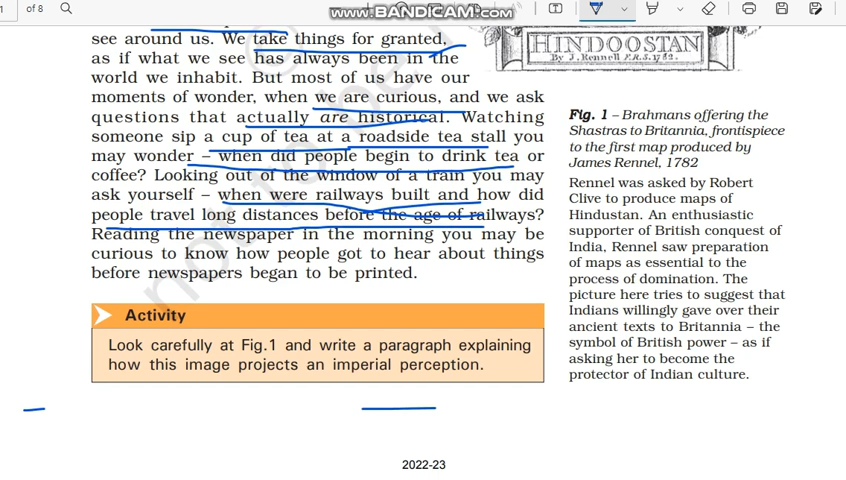 of 8
www.BANDICAM.com
see around us. We take things for granted,
as if what we see has always been in the
world we inhabit. But most of us have our
moments of wonder, when we are curious, and we ask
questions that actually are historical. Watching
someone sip a cup of tea at a roadside tea stall you
may wonder – when did people begin to drink tea or
coffee? Looking out of the window of a train you may
ask yourself – when were railways built and how did
people travel long distances before the age of railways?
Reading the newspaper in the morning you may be
curious to know how people got to hear about things
before newspapers began to be printed.
Activity
Look carefully at Fig.1 and write a paragraph explaining
how this image projects an imperial perception.
HINDOOSTAN
By J. Rennell F.R.S. 1782.
Fig. 1 – Brahmans offering the
Shastras to Britannia, frontispiece
to the first map produced by
James Rennel, 1782
Rennel was asked by Robert
Clive to produce maps of
Hindustan. An enthusiastic
supporter of British conquest of
India, Rennel saw preparation
of maps as essential to the
process of domination. The
picture here tries to suggest that
Indians willingly gave over their
ancient texts to Britannia – the
symbol of British power – as if
asking her to become the
protector of Indian culture.
2022-23